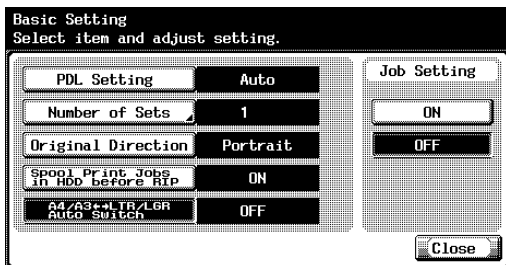 Basic Setting
Select item and adjust setting.
PDL Setting Auto
Number of Sets 1
Original Direction Portrait
Spool Print Jobs
in HDD before RIP ON
A4/A3↔LTR/LGR
Auto Switch OFF
Job Setting
ON
OFF
Close